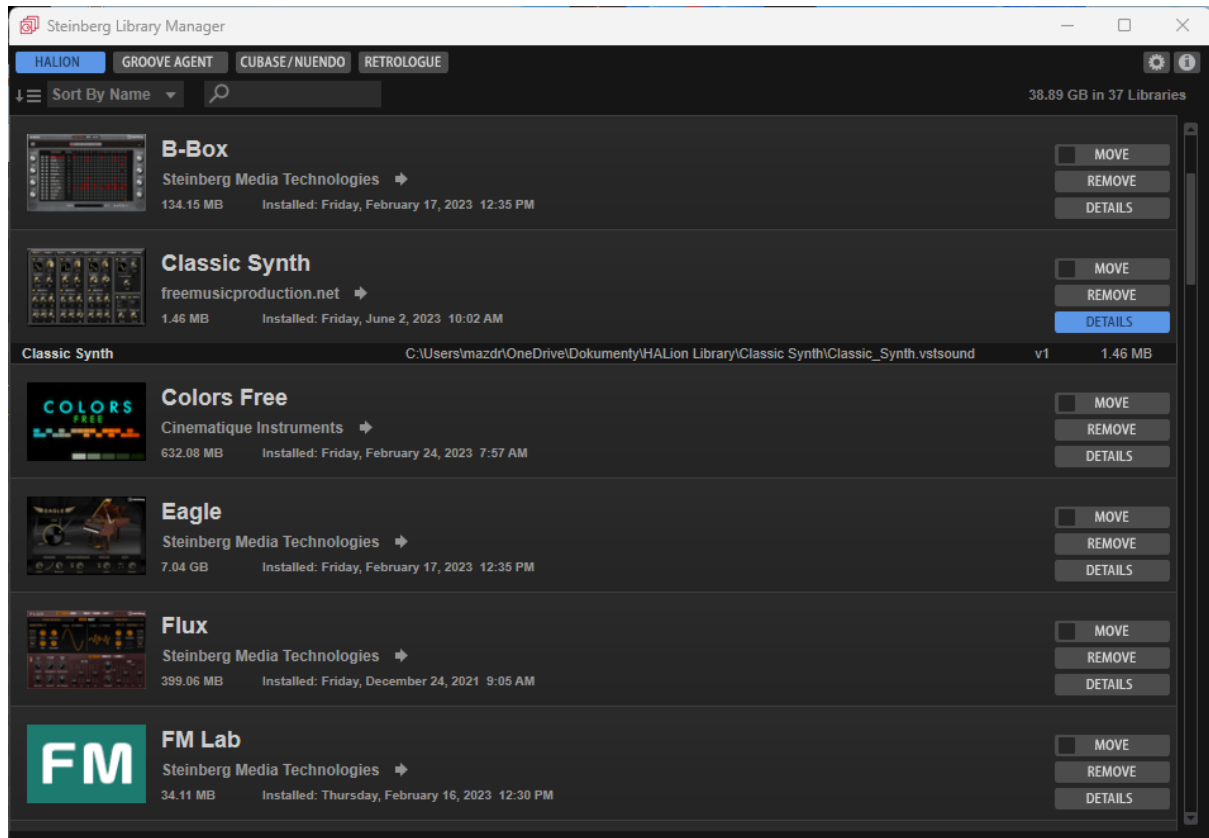 Steinberg Library Manager
HALION GROOVE AGENT CUBASE/NUENDO RETROLOGUE
Sort By Name 38.89 GB in 37 Libraries
B-Box
MOVE
Steinberg Media Technologies
REMOVE
134.15 MB Installed: Friday, February 17, 2023 12:35 PM
DETAILS
Classic Synth
MOVE
freemusicproduction.net
REMOVE
1.46 MB Installed: Friday, June 2, 2023 10:02 AM
DETAILS
Classic Synth C:\Users\mazdr\OneDrive\Dokumenty\HALion Library\Classic Synth\Classic_Synth.vstsound v1 1.46 MB
COLORS
FREE
Colors Free
MOVE
Cinematique Instruments
REMOVE
632.08 MB Installed: Friday, February 24, 2023 7:57 AM
DETAILS
EAGLE
Eagle
MOVE
Steinberg Media Technologies
REMOVE
7.04 GB Installed: Friday, February 17, 2023 12:35 PM
DETAILS
Flux
MOVE
Steinberg Media Technologies
REMOVE
399.06 MB Installed: Friday, December 24, 2021 9:05 AM
DETAILS
FM
FM Lab
MOVE
Steinberg Media Technologies
REMOVE
34.11 MB Installed: Thursday, February 16, 2023 12:30 PM
DETAILS